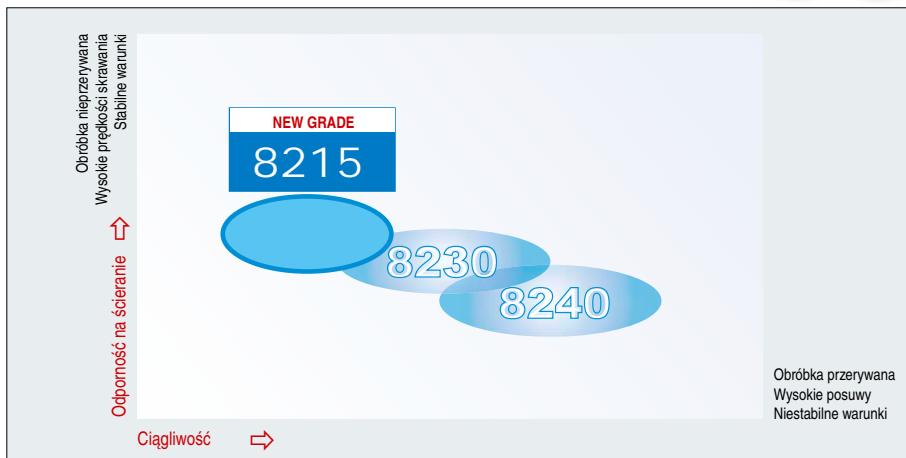 Obróbka nieprzerywana
Wysokie prędkości skrawania
Stabilne warunki
Odporność na ścieranie
NEW GRADE
8215
8230
8240
Obróbka przerywana
Wysokie posuwy
Niestabilne warunki
Ciągliwość